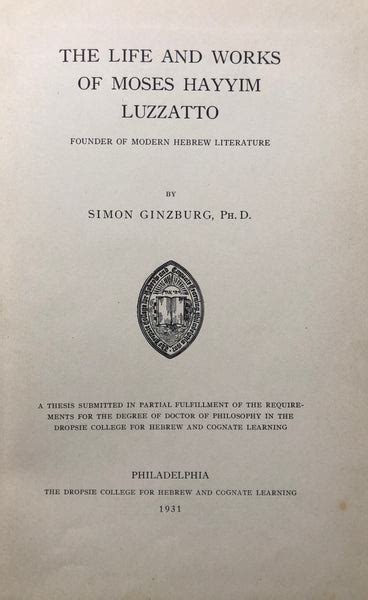 THE LIFE AND WORKS
OF MOSES HAYYIM
LUZZATTO
FOUNDER OF MODERN HEBREW LITERATURE
BY
SIMON GINZBURG, PH. D.
A THESIS SUBMITTED IN PARTIAL FULFILLMENT OF THE REQUIRE-
MENTS FOR THE DEGREE OF DOCTOR OF PHILOSOPHY IN THE
DROPSIE COLLEGE FOR HEBREW AND COGNATE LEARNING
PHILADELPHIA
THE DROPSIE COLLEGE FOR HEBREW AND COGNATE LEARNING
1931